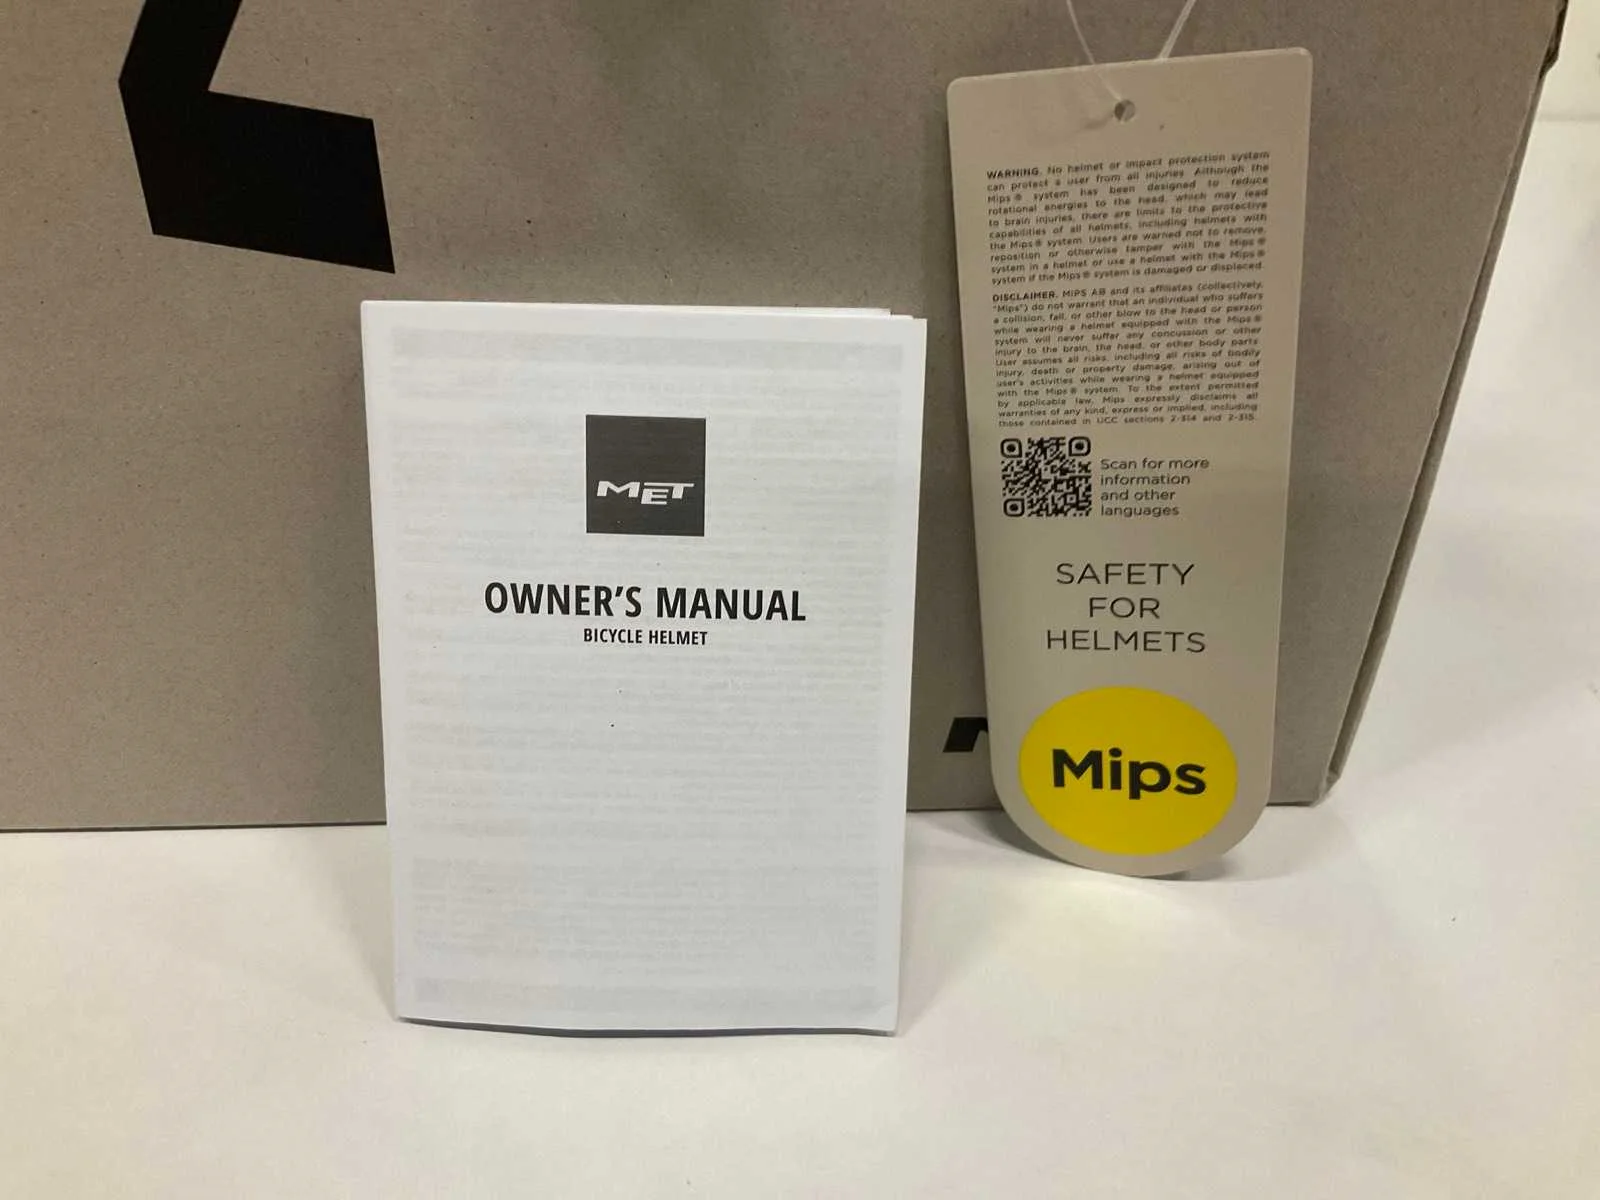 MET
OWNER'S MANUAL
BICYCLE HELMET
WARNING. No helmet or impact protection system
can protect a user from all injuries. Although the
Mips® system has been designed to reduce
rotational energies to the head, which may lead
to brain injuries, there are limits to the protective
capabilities of all helmets, including helmets with
the Mips® system. Users are warned not to remove,
reposition or otherwise tamper with the Mips®
system in a helmet or use a helmet with the Mips®
system if the Mips® system is damaged or displaced.
DISCLAIMER. MIPS AB and its affiliates (collectively,
"Mips") do not warrant that an individual who suffers
a collision, fall, or other blow to the head or person
while wearing a helmet equipped with the Mips®
system will never suffer any concussion or other
injury to the brain, the head, or other body parts.
User assumes all risks, including all risks of bodily
injury, death or property damage, arising out of
user's activities while wearing a helmet equipped
with the Mips® system. To the extent permitted
by applicable law, Mips expressly disclaims all
warranties of any kind, express or implied, including
those contained in UCC sections 2-314 and 2-315.
Scan for more
information
and other
languages
SAFETY
FOR
HELMETS
Mips